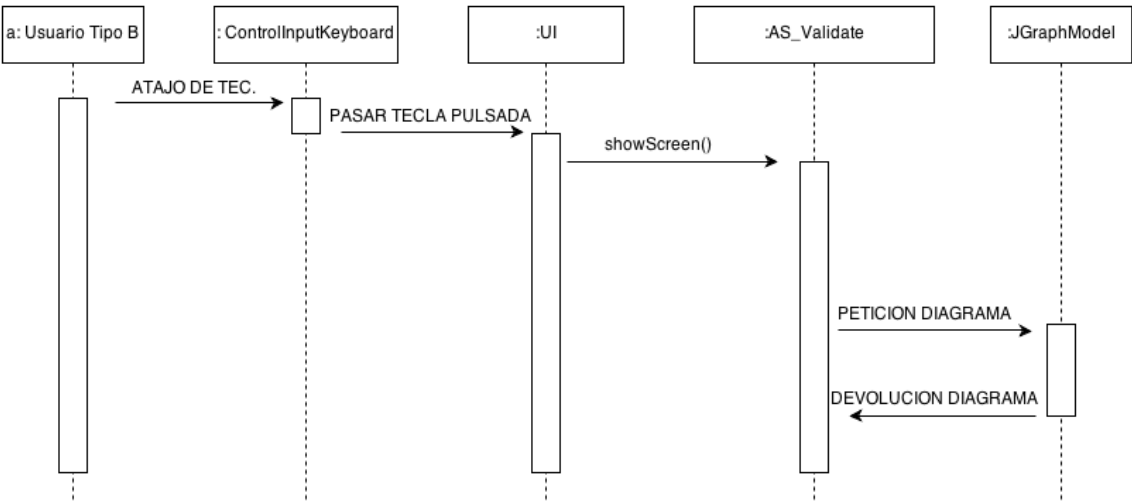 a: Usuario Tipo B
: ControlInputKeyboard
:UI
:AS_Validate
:JGraphModel
ATAJO DE TEC.
PASAR TECLA PULSADA
showScreen()
PETICION DIAGRAMA
DEVOLUCION DIAGRAMA